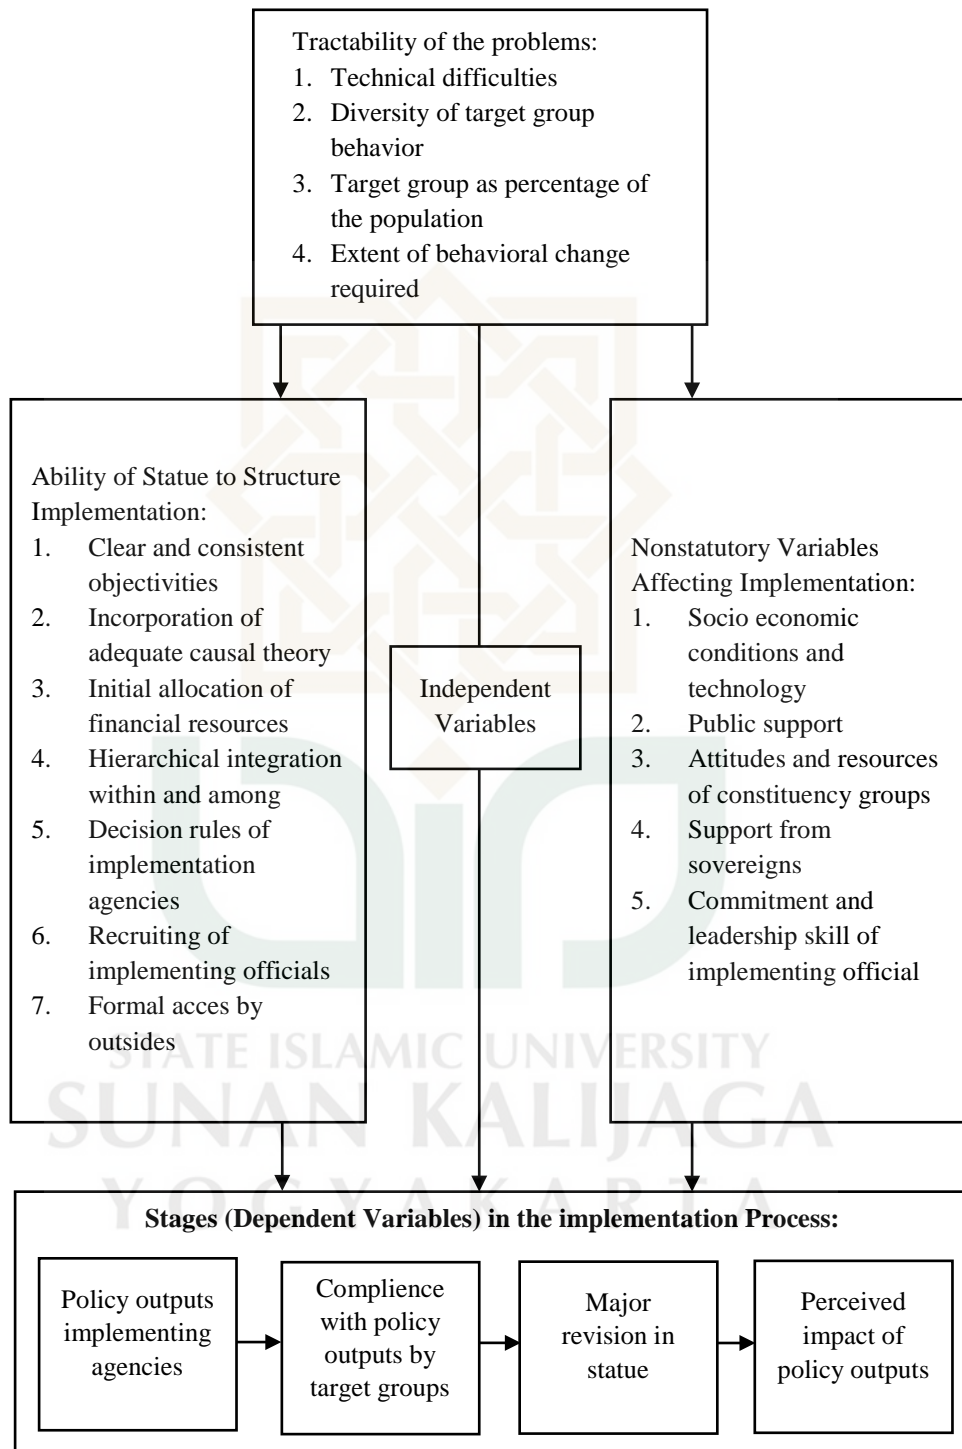 Tractability of the problems:
1. Technical difficulties
2. Diversity of target group
behavior
3. Target group as percentage of
the population
4. Extent of behavioral change
required
Ability of Statue to Structure
Implementation:
1. Clear and consistent
objectivities
2. Incorporation of
adequate causal theory
3. Initial allocation of
financial resources
4. Hierarchical integration
within and among
5. Decision rules of
implementation
agencies
6. Recruiting of
implementing officials
7. Formal acces by
outsides
Independent
Variables
Nonstatutory Variables
Affecting Implementation:
1. Socio economic
conditions and
technology
2. Public support
3. Attitudes and resources
of constituency groups
4. Support from
sovereigns
5. Commitment and
leadership skill of
implementing official
STATE ISLAMIC UNIVERSITY
SUNAN KALIJAGA
YOGYAKARTA
Stages (Dependent Variables) in the implementation Process:
Policy outputs
implementing
agencies
Complience
with policy
outputs by
target groups
Major
revision in
statue
Perceived
impact of
policy outputs